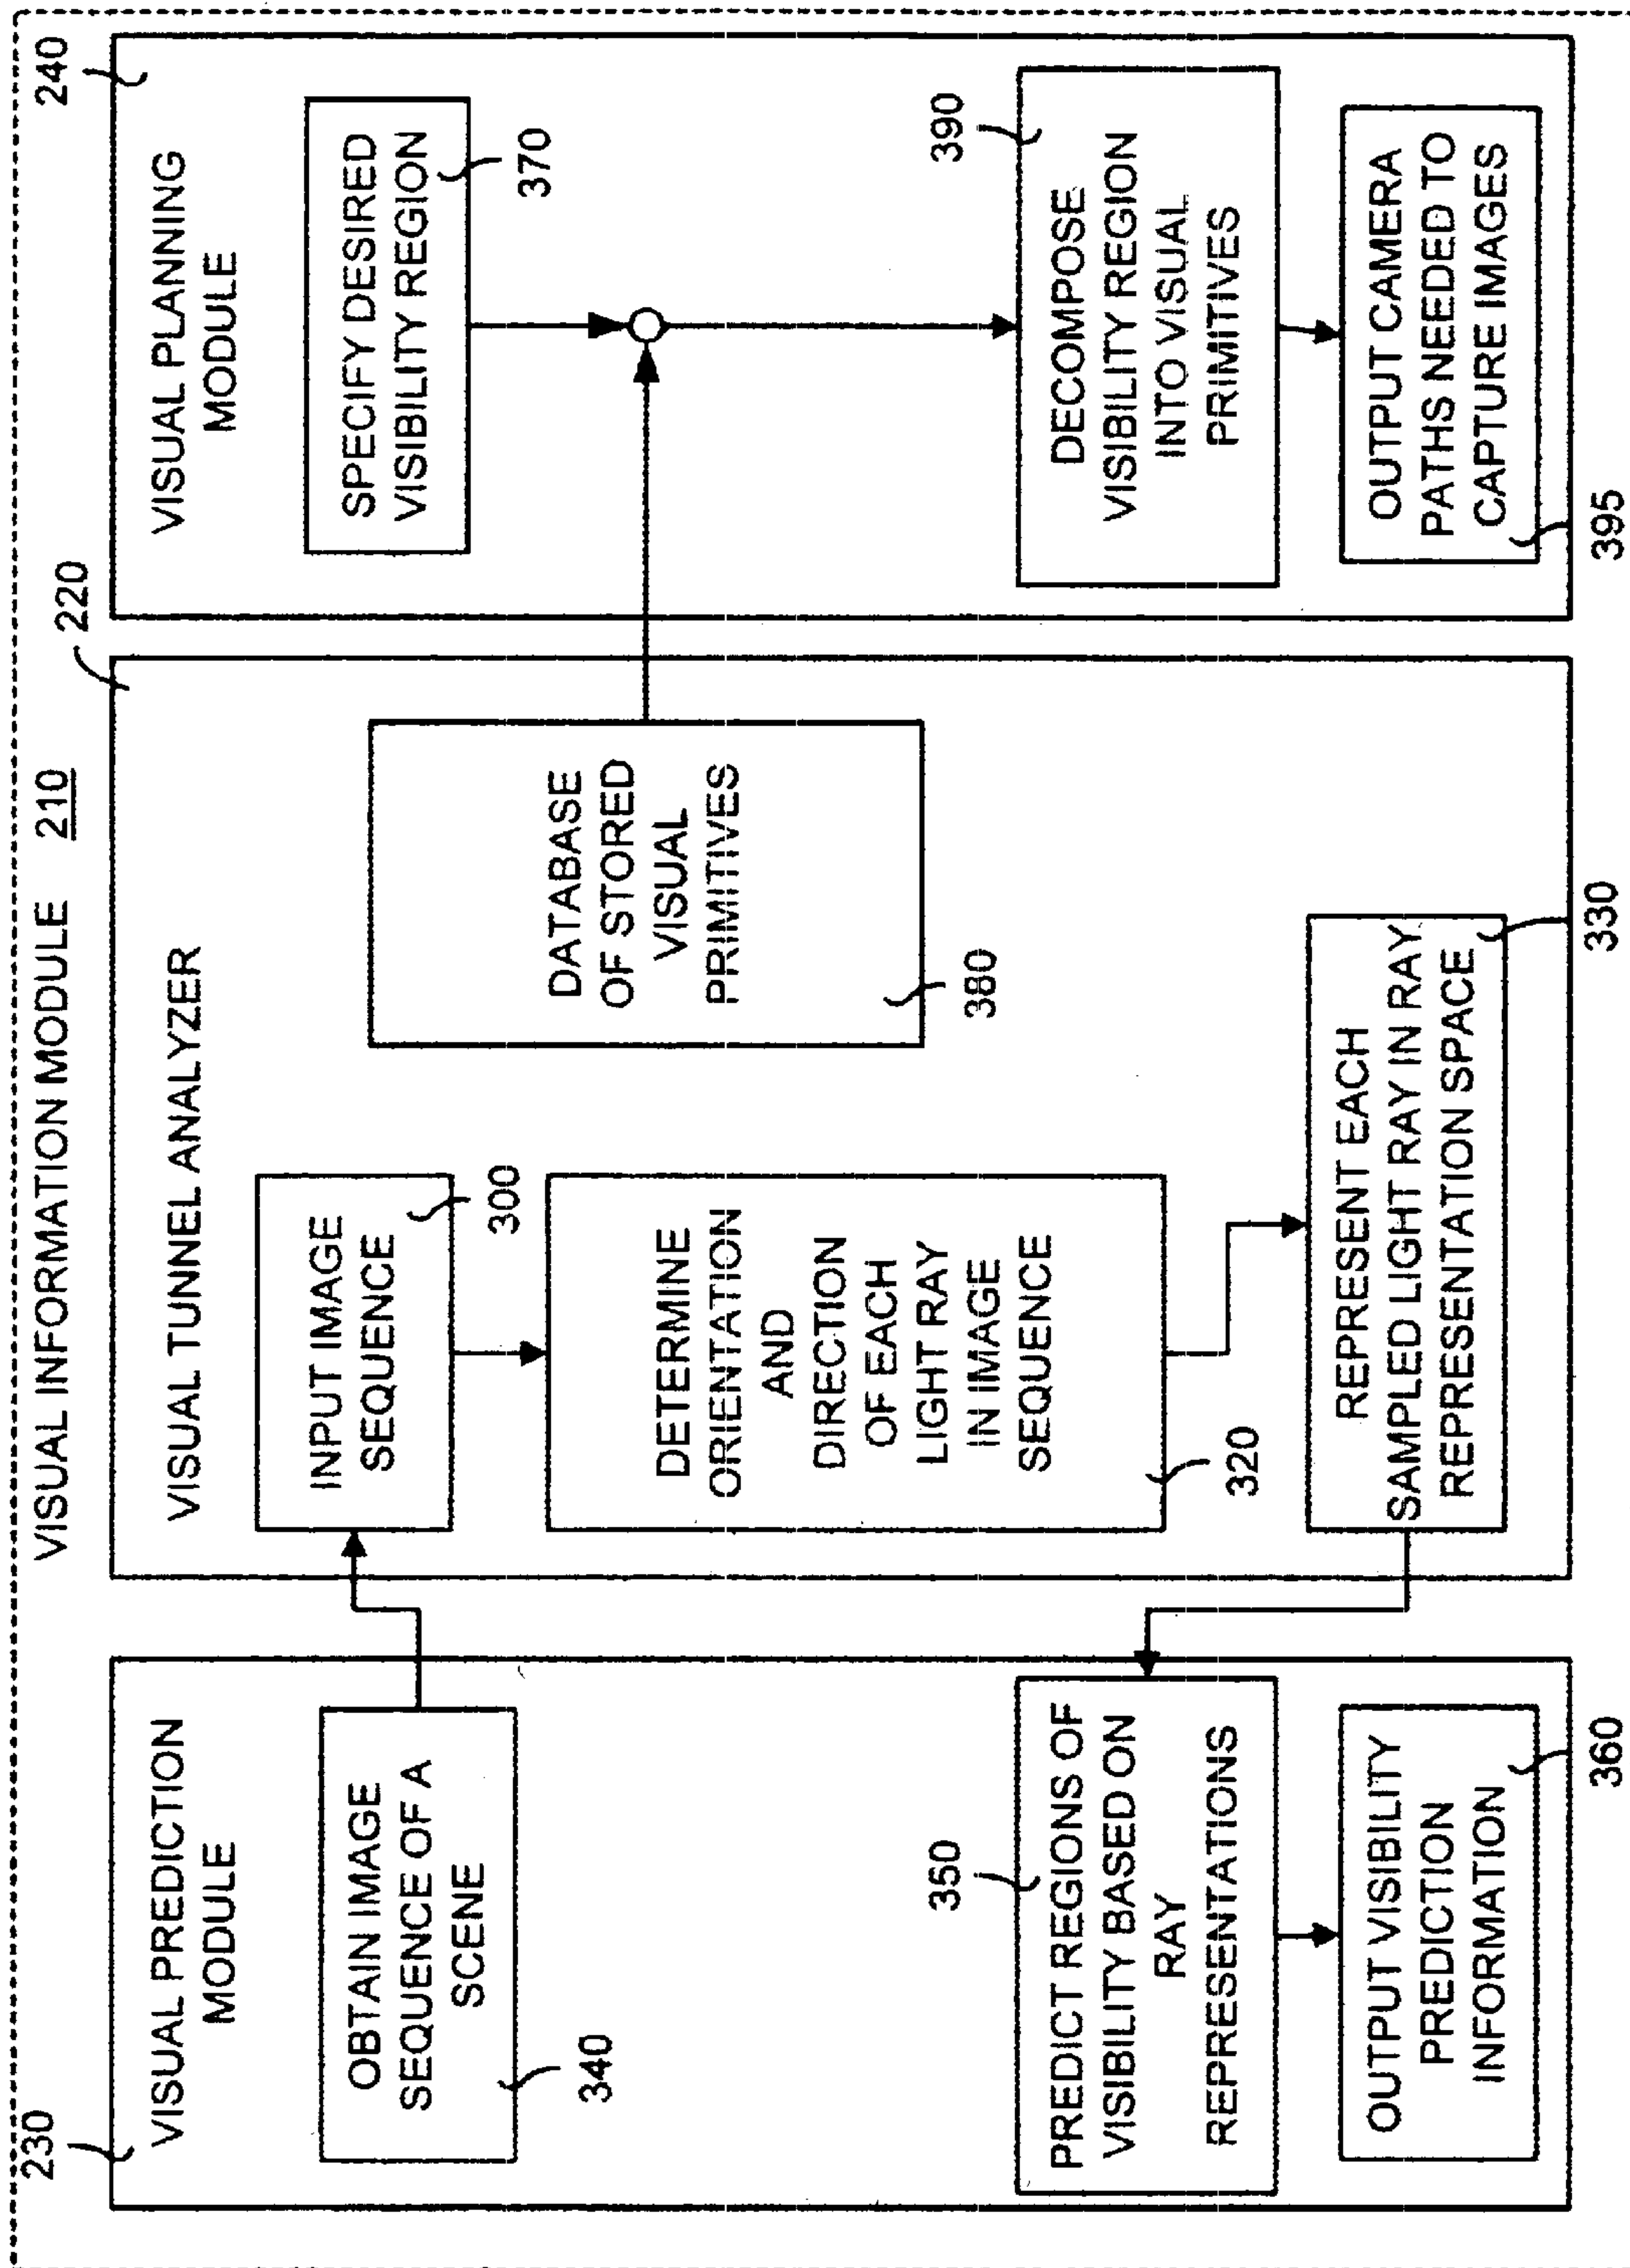 VISUAL INFORMATION MODULE 210
230
VISUAL PREDICTION
MODULE
OBTAIN IMAGE
SEQUENCE OF A
SCENE
340
350
PREDICT REGIONS OF
VISIBILITY BASED ON
RAY
REPRESENTATIONS
OUTPUT VISIBILITY
PREDICTION
INFORMATION
360
220
VISUAL TUNNEL ANALYZER
INPUT IMAGE
SEQUENCE
300
DETERMINE
ORIENTATION
AND
DIRECTION
OF EACH
LIGHT RAY
IN IMAGE
SEQUENCE
320
DATABASE
OF STORED
VISUAL
PRIMITIVES
380
REPRESENT EACH
SAMPLED LIGHT RAY IN RAY
REPRESENTATION SPACE
330
240
VISUAL PLANNING
MODULE
SPECIFY DESIRED
VISIBILITY REGION
370
390
DECOMPOSE
VISIBILITY REGION
INTO VISUAL
PRIMITIVES
OUTPUT CAMERA
PATHS NEEDED TO
CAPTURE IMAGES
395